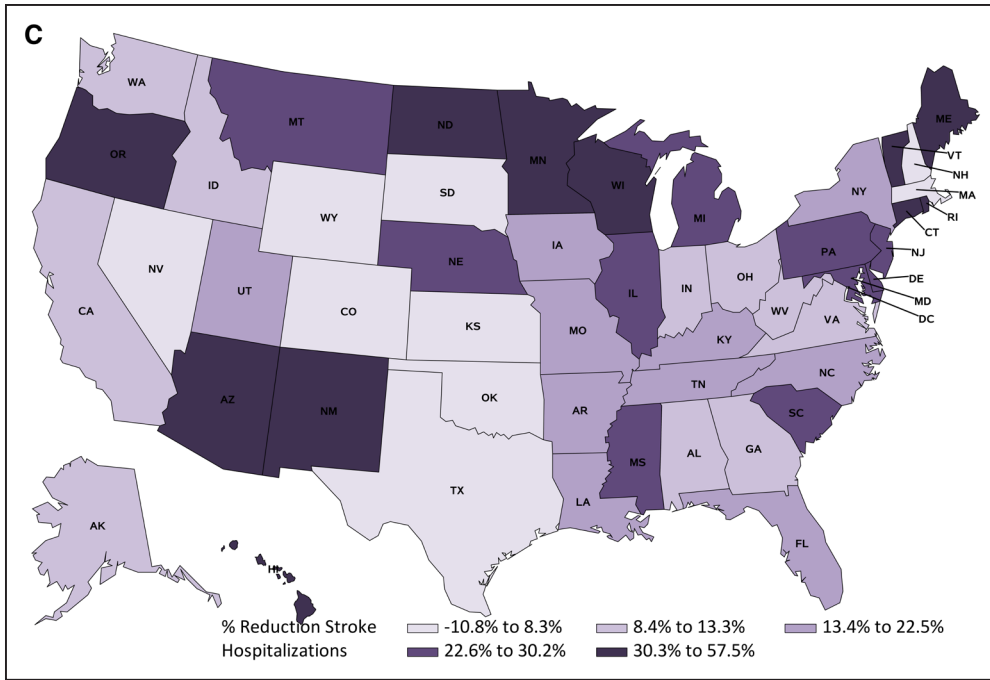 C
WA
MT
ND
MN
ME
OR
ID
WY
SD
WI
MI
NY
VT
NH
MA
RI
CT
NJ
DE
MD
DC
NV
UT
CO
NE
IA
IL
IN
OH
PA
WV
VA
CA
KS
MO
KY
NC
TN
AZ
NM
OK
AR
SC
MS
AL
GA
TX
LA
FL
AK
HI
% Reduction Stroke Hospitalizations
-10.8% to 8.3%
8.4% to 13.3%
13.4% to 22.5%
22.6% to 30.2%
30.3% to 57.5%